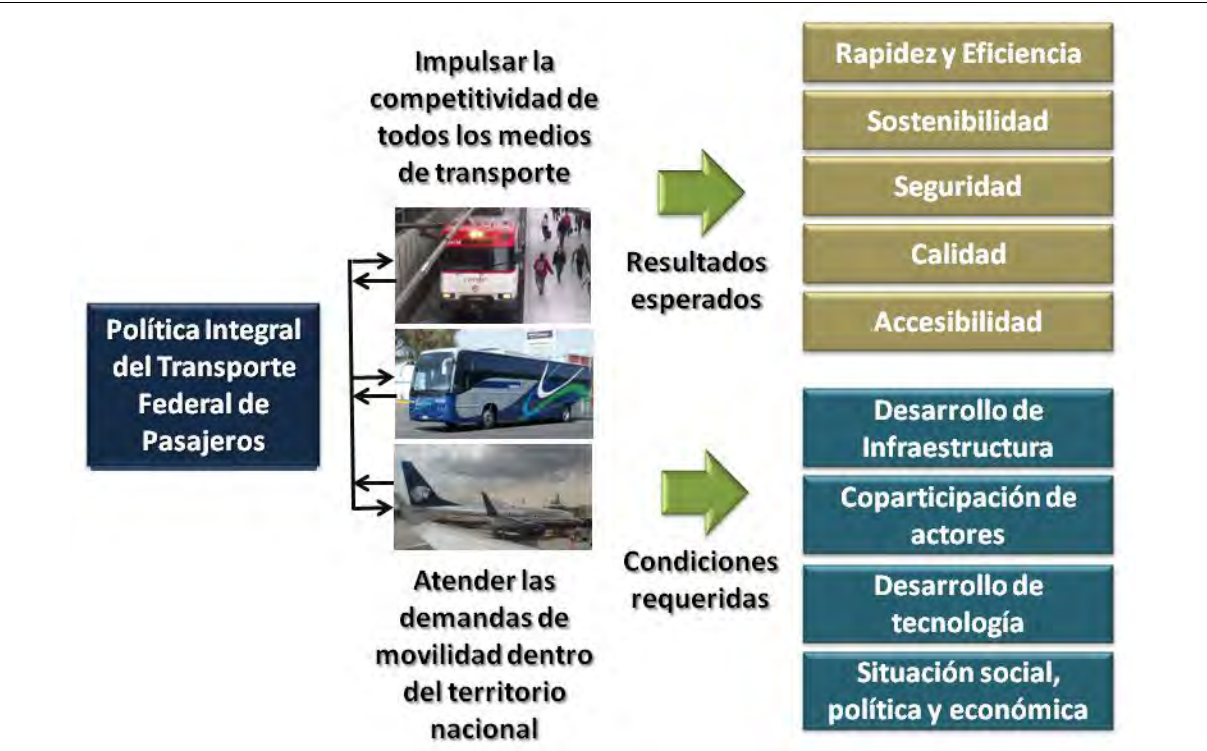 Política Integral
del Transporte
Federal de
Pasajeros
Impulsar la
competitividad de
todos los medios
de transporte
Atender las
demandas de
movilidad dentro
del territorio
nacional
Resultados
esperados
Rapidez y Eficiencia
Sostenibilidad
Seguridad
Calidad
Accesibilidad
Condiciones
requeridas
Desarrollo de
Infraestructura
Coparticipación de
actores
Desarrollo de
tecnología
Situación social,
política y económica